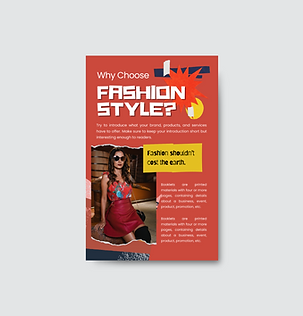 Why Choose
FASHION
STYLE?
Try to introduce what your brand, products, and services
have to offer. Make sure to keep your introduction short but
interesting enough to readers.
Fashion shouldn't
cost the earth.
Booklets are printed
materials with four or more
pages, containing details
about a business, event,
product, promotion, etc.
Booklets are printed
materials with four or more
pages, containing details
about a business, event,
product, promotion, etc.